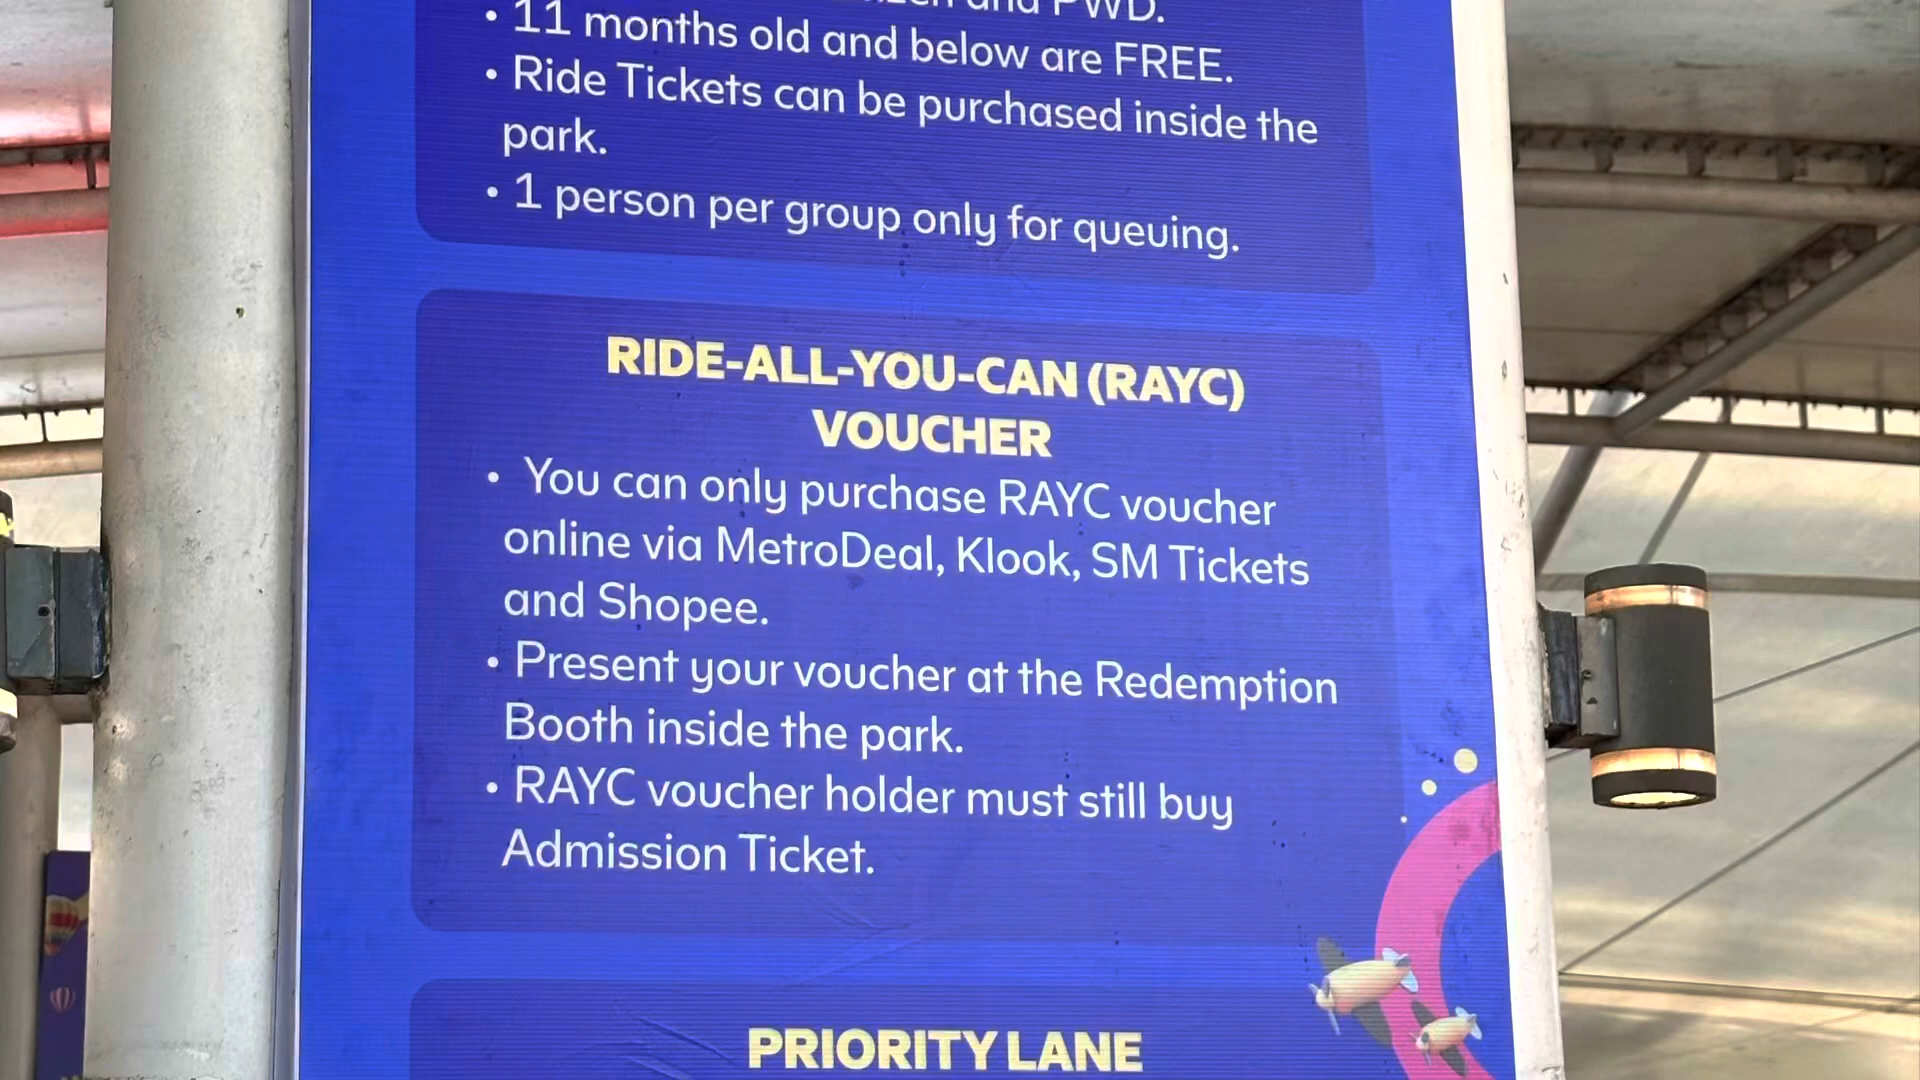 and PWD.
• 11 months old and below are FREE.
• Ride Tickets can be purchased inside the
park.
• 1 person per group only for queuing.
RIDE-ALL-YOU-CAN (RAYC)
VOUCHER
• You can only purchase RAYC voucher
online via MetroDeal, Klook, SM Tickets
and Shopee.
• Present your voucher at the Redemption
Booth inside the park.
• RAYC voucher holder must still buy
Admission Ticket.
PRIORITY LANE